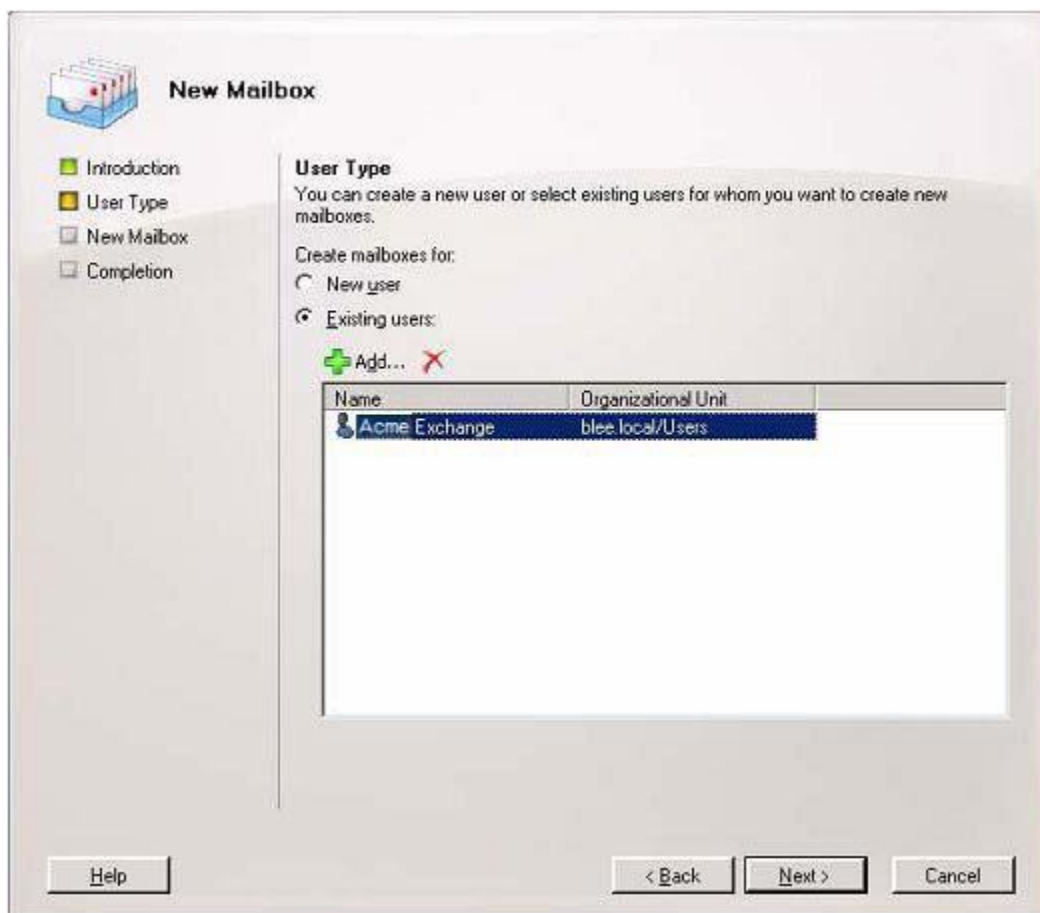 New Mailbox
Introduction
User Type
New Mailbox
Completion
User Type
You can create a new user or select existing users for whom you want to create new
mailboxes.
Create mailboxes for:
New user
Existing users:
Add...
Name Organizational Unit
Acme Exchange blee.local/Users
Help < Back Next > Cancel